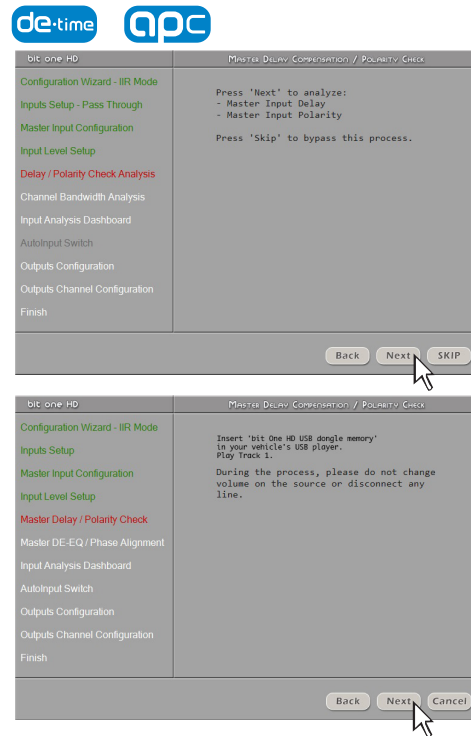 de-time apc
bit one HD
Master Delay Compensation / Polarity Check
Configuration Wizard - IIR Mode
Inputs Setup - Pass Through
Master Input Configuration
Input Level Setup
Delay / Polarity Check Analysis
Channel Bandwidth Analysis
Input Analysis Dashboard
AutoInput Switch
Outputs Configuration
Outputs Channel Configuration
Finish
Press 'Next' to analyze:
- Master Input Delay
- Master Input Polarity
Press 'Skip' to bypass this process.
Back Next SKIP
bit one HD
Master Delay Compensation / Polarity Check
Configuration Wizard - IIR Mode
Inputs Setup
Master Input Configuration
Input Level Setup
Master Delay / Polarity Check
Master DE-EQ / Phase Alignment
Input Analysis Dashboard
AutoInput Switch
Outputs Configuration
Outputs Channel Configuration
Finish
Insert 'bit One HD USB dongle memory'
in your vehicle's USB player.
Play Track 1.
During the process, please do not change
volume on the source or disconnect any
line.
Back Next Cancel